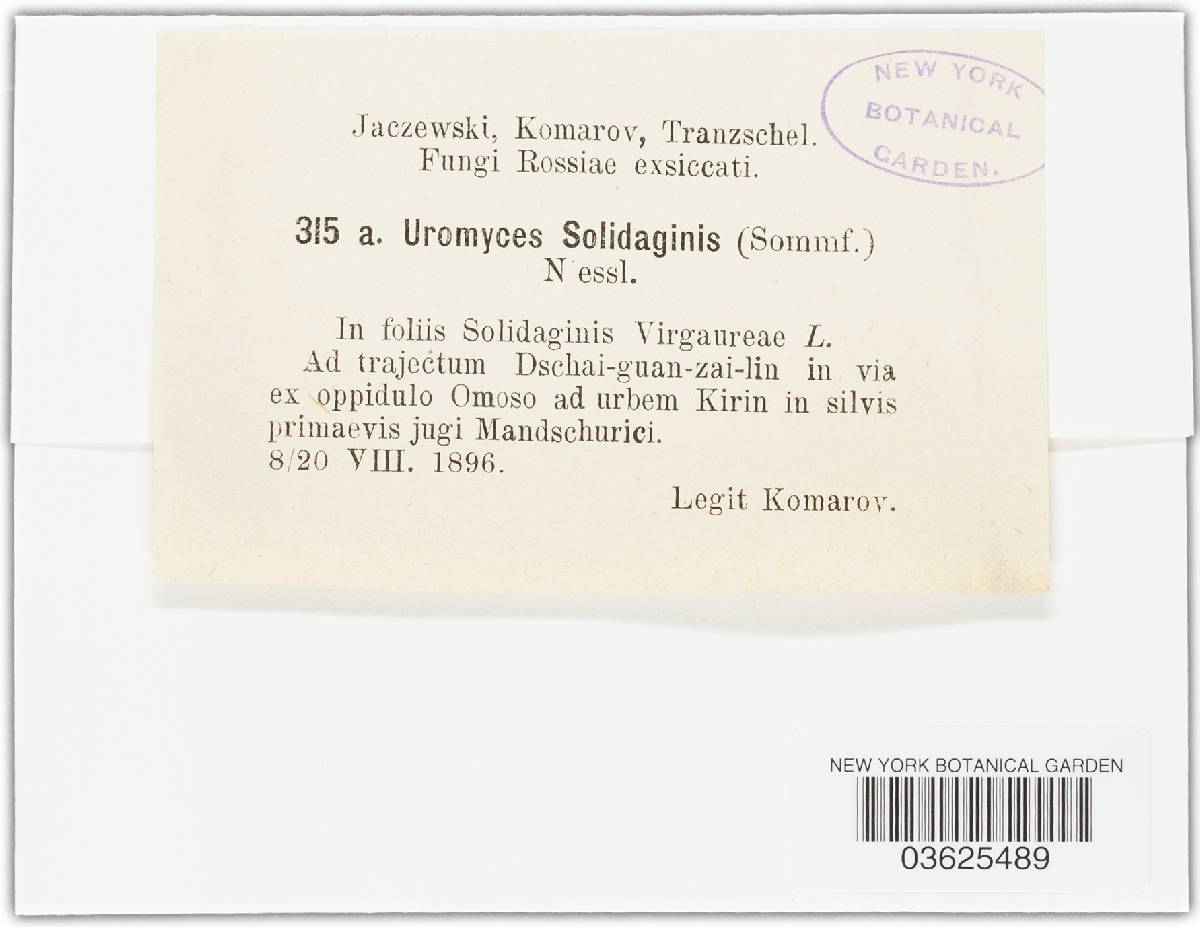 NEW YORK
BOTANICAL
GARDEN.
Jaczewski, Komarov, Tranzschel.
Fungi Rossiae exsiccati.
315 a. Uromyces Solidaginis (Sommf.)
Nessl.
In foliis Solidaginis Virgaureae L.
Ad trajectum Dschai-guan-zai-lin in via
ex oppidulo Omoso ad urbem Kirin in silvis
primaevis jugi Mandschurici.
8/20 VIII. 1896.
Legit Komarov.
NEW YORK BOTANICAL GARDEN
03625489